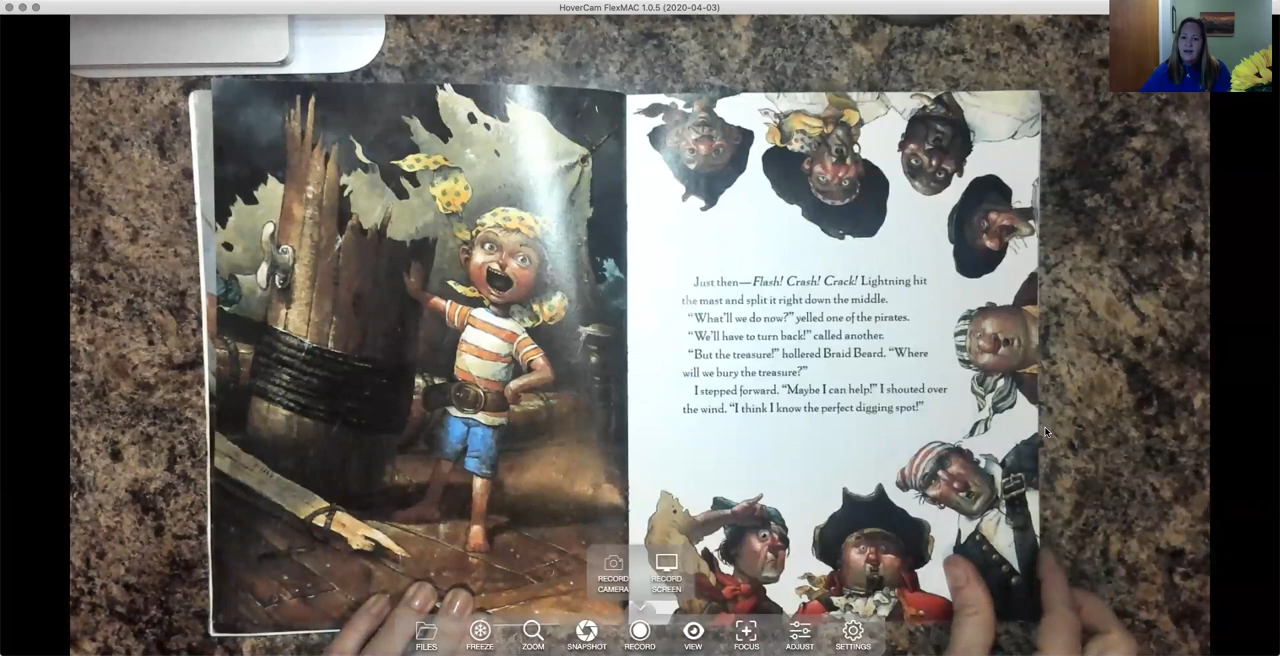 HoverCam FlexMAC 1.0.5 (2020-04-03)
Just then—Flash! Crash! Crack! Lightning hit
the mast and split it right down the middle.
“What’ll we do now?” yelled one of the pirates.
“We’ll have to turn back!” called another.
“But the treasure!” hollered Braid Beard. “Where
will we bury the treasure?”
I stepped forward. “Maybe I can help!” I shouted over
the wind. “I think I know the perfect digging spot!”
RECORD
CAMERA
RECORD
SCREEN
FILES
FREEZE
ZOOM
SNAPSHOT
RECORD
VIEW
FOCUS
ADJUST
SETTINGS